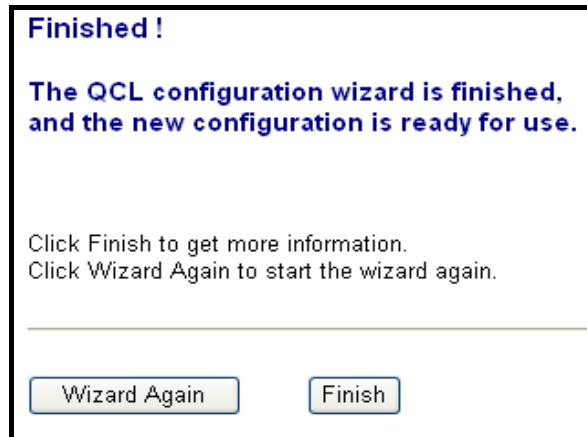 Finished !
The QCL configuration wizard is finished,
and the new configuration is ready for use.
Click Finish to get more information.
Click Wizard Again to start the wizard again.
Wizard Again
Finish